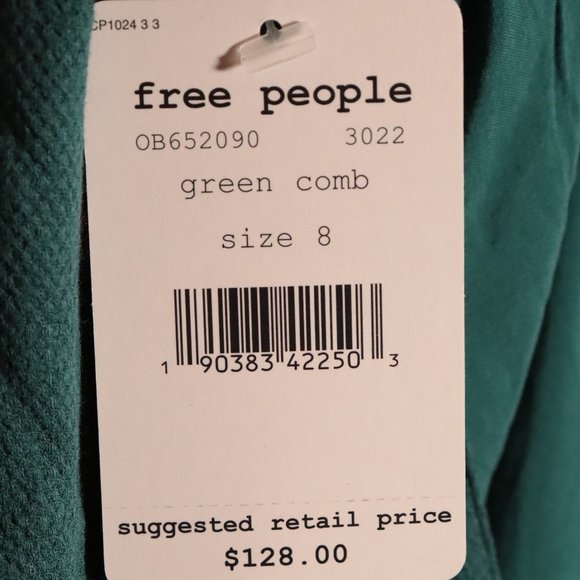 CP1024 3 3
free people
OB652090 3022
green comb
size 8
1 90383 42250 3
suggested retail price
$128.00